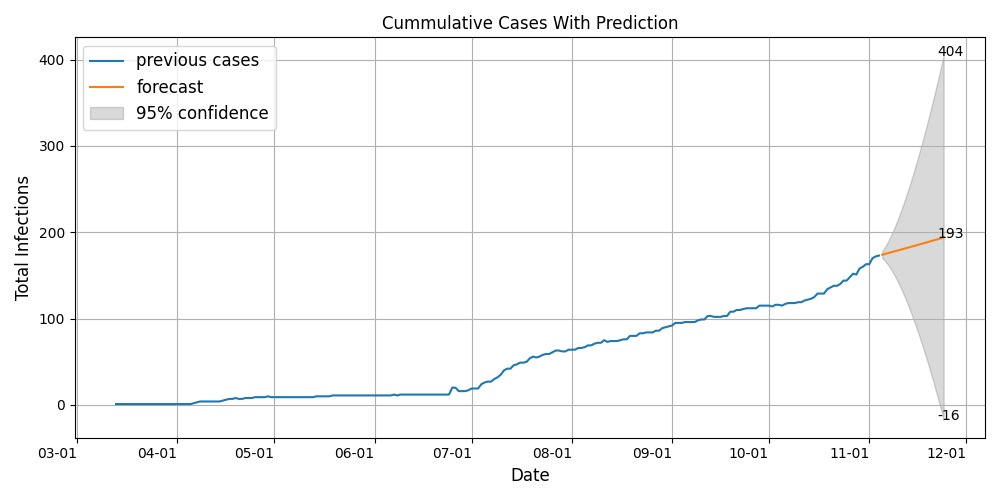 Cummulative Cases With Prediction
previous cases
forecast
95% confidence
404
193
-16
400
300
200
100
0
Total Infections
03-01 04-01 05-01 06-01 07-01 08-01 09-01 10-01 11-01 12-01
Date